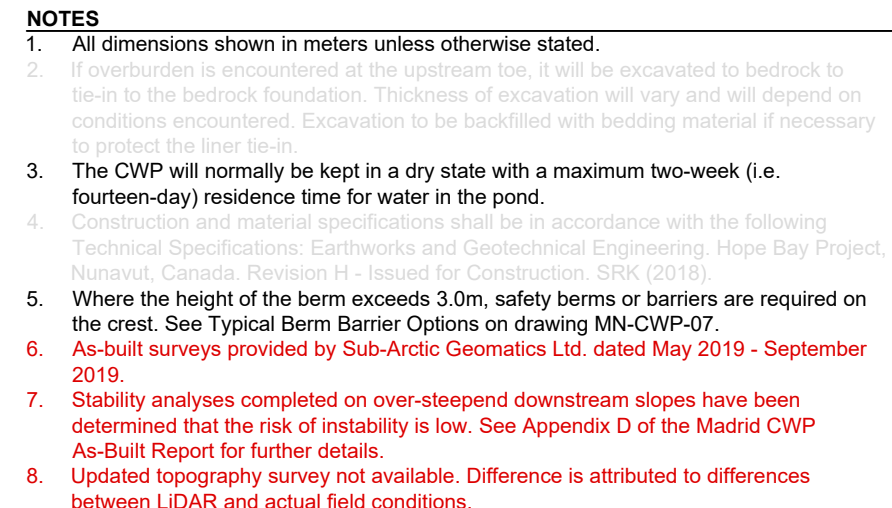 NOTES
1. All dimensions shown in meters unless otherwise stated.
2. If overburden is encountered at the upstream toe, it will be excavated to bedrock to
tie-in to the bedrock foundation. Thickness of excavation will vary and will depend on
conditions encountered. Excavation to be backfilled with bedding material if necessary
to protect the liner tie-in.
3. The CWP will normally be kept in a dry state with a maximum two-week (i.e.
fourteen-day) residence time for water in the pond.
4. Construction and material specifications shall be in accordance with the following
Technical Specifications: Earthworks and Geotechnical Engineering. Hope Bay Project,
Nunavut, Canada. Revision H - Issued for Construction. SRK (2018).
5. Where the height of the berm exceeds 3.0m, safety berms or barriers are required on
the crest. See Typical Berm Barrier Options on drawing MN-CWP-07.
6. As-built surveys provided by Sub-Arctic Geomatics Ltd. dated May 2019 - September
2019.
7. Stability analyses completed on over-steepend downstream slopes have been
determined that the risk of instability is low. See Appendix D of the Madrid CWP
As-Built Report for further details.
8. Updated topography survey not available. Difference is attributed to differences
between LiDAR and actual field conditions.